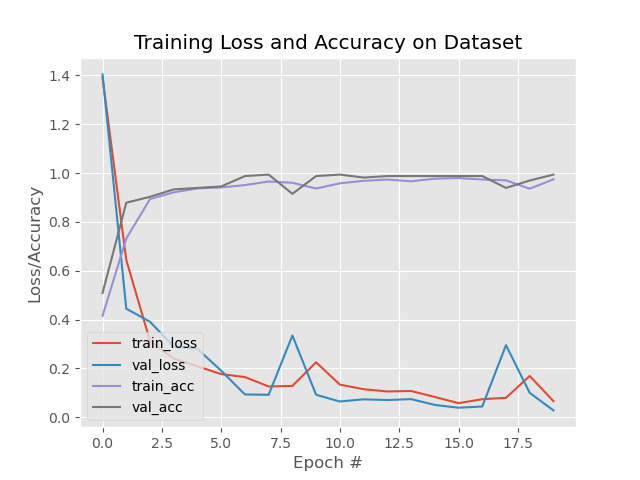 Training Loss and Accuracy on Dataset
Loss/Accuracy
1.4
1.2
1.0
0.8
0.6
0.4
0.2
0.0
train_loss
val_loss
train_acc
val_acc
0.0 2.5 5.0 7.5 10.0 12.5 15.0 17.5
Epoch #